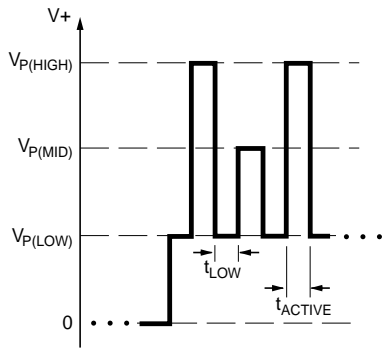 V+
VP(HIGH)
VP(MID)
VP(LOW)
tLOW
tACTIVE
0